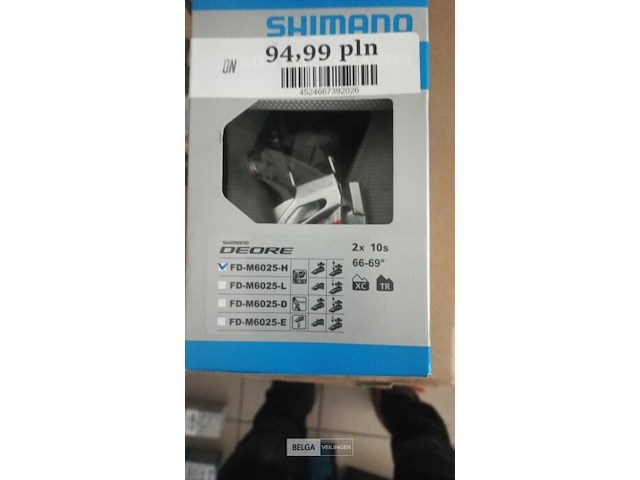 SHIMANO
ON 94,99 pln
4524667392026
SHIMANO
DEORE
2x 10s
66-69°
FD-M6025-H
FD-M6025-L
FD-M6025-D
FD-M6025-E
XC TR
BELGA VEILINGEN